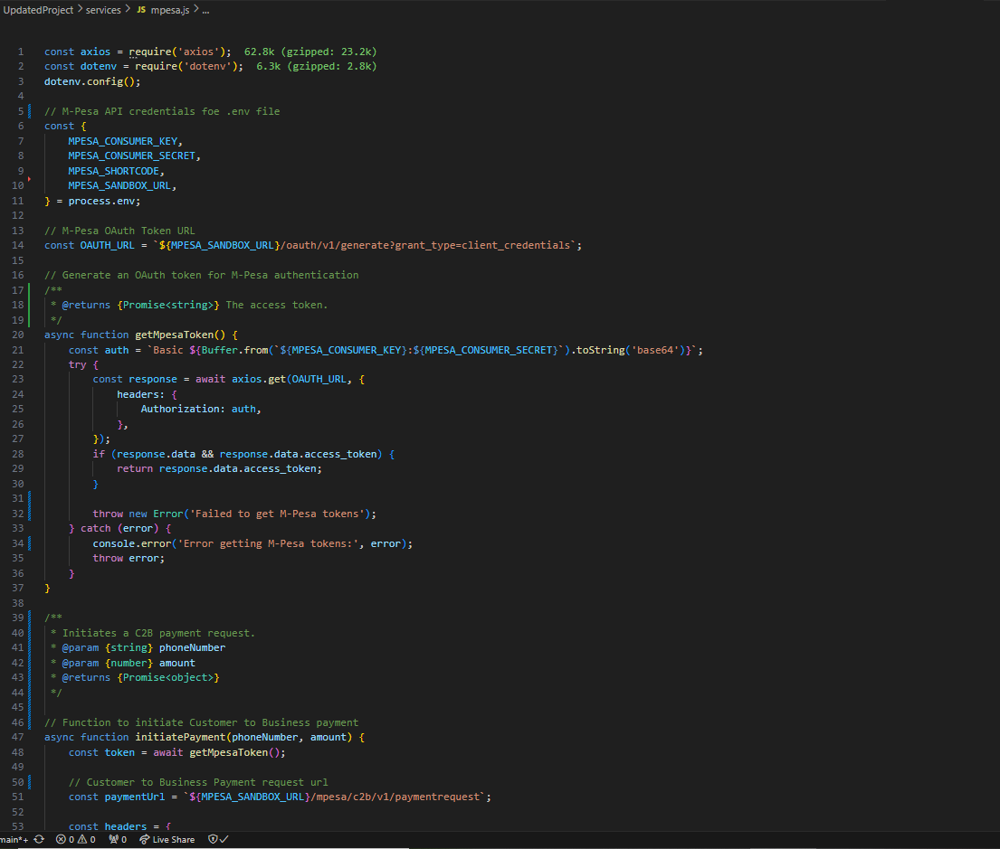 UpdatedProject > services > JS mpesa.js > ...
1 const axios = require('axios');  62.8k (gzipped: 23.2k)
2 const dotenv = require('dotenv');  6.3k (gzipped: 2.8k)
3 dotenv.config();
4
5 // M-Pesa API credentials foe .env file
6 const {
7     MPESA_CONSUMER_KEY,
8     MPESA_CONSUMER_SECRET,
9     MPESA_SHORTCODE,
10     MPESA_SANDBOX_URL,
11 } = process.env;
12
13 // M-Pesa OAuth Token URL
14 const OAUTH_URL = `${MPESA_SANDBOX_URL}/oauth/v1/generate?grant_type=client_credentials`;
15
16 // Generate an OAuth token for M-Pesa authentication
17 /**
18  * @returns {Promise<string>} The access token.
19  */
20 async function getMpesaToken() {
21     const auth = `Basic ${Buffer.from(`${MPESA_CONSUMER_KEY}:${MPESA_CONSUMER_SECRET}`).toString('base64')}`;
22     try {
23         const response = await axios.get(OAUTH_URL, {
24             headers: {
25                 Authorization: auth,
26             },
27         });
28         if (response.data && response.data.access_token) {
29             return response.data.access_token;
30         }
31
32         throw new Error('Failed to get M-Pesa tokens');
33     } catch (error) {
34         console.error('Error getting M-Pesa tokens:', error);
35         throw error;
36     }
37 }
38
39 /**
40  * Initiates a C2B payment request.
41  * @param {string} phoneNumber
42  * @param {number} amount
43  * @returns {Promise<object>}
44  */
45
46 // Function to initiate Customer to Business payment
47 async function initiatePayment(phoneNumber, amount) {
48     const token = await getMpesaToken();
49
50     // Customer to Business Payment request url
51     const paymentUrl = `${MPESA_SANDBOX_URL}/mpesa/c2b/v1/paymentrequest`;
52
53     const headers = {
main*+ 0 0 0 Live Share